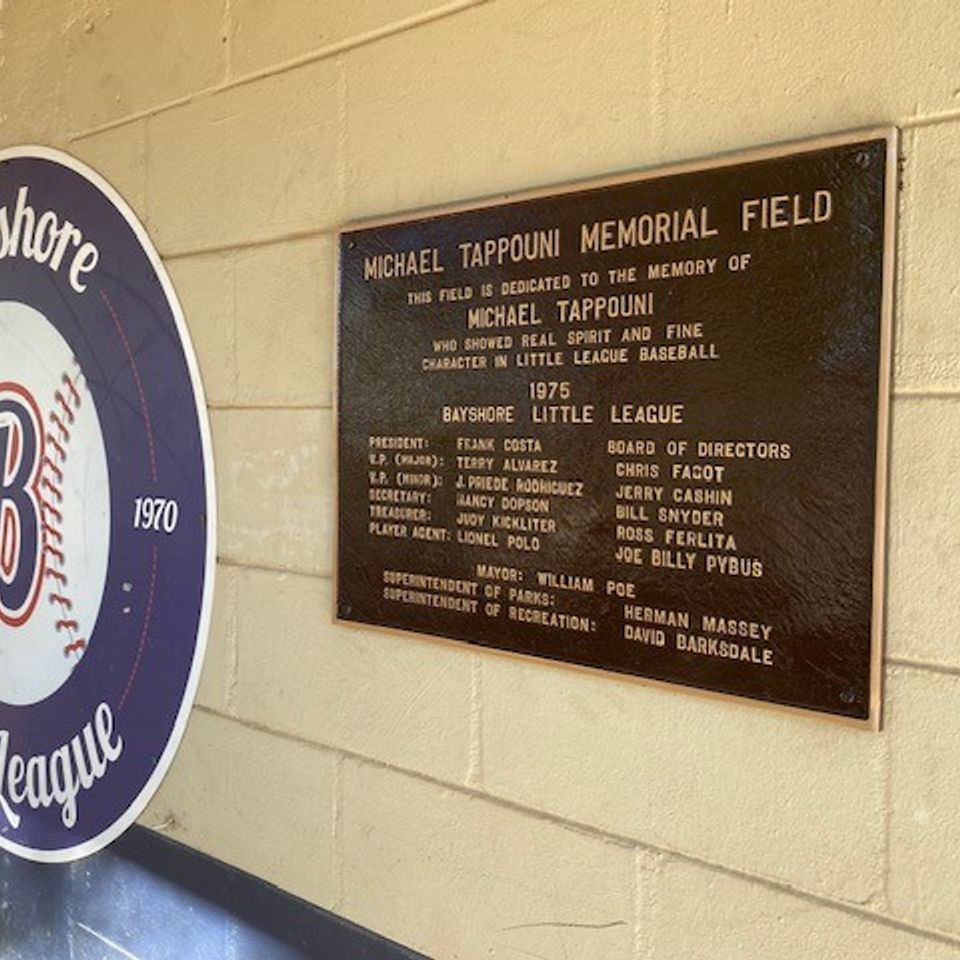 shore
1970
league
MICHAEL TAPPOUNI MEMORIAL FIELD
THIS FIELD IS DEDICATED TO THE MEMORY OF
MICHAEL TAPPOUNI
WHO SHOWED REAL SPIRIT AND FINE
CHARACTER IN LITTLE LEAGUE BASEBALL
1975
BAYSHORE LITTLE LEAGUE
PRESIDENT: FRANK COSTA
V.P. (MAJOR): TERRY ALVAREZ
V.P. (MINOR): J. PRIEDE RODRIGUEZ
SECRETARY: NANCY DOPSON
TREASURER: JUDY KICKLITER
PLAYER AGENT: LIONEL POLO
BOARD OF DIRECTORS
CHRIS FAGOT
JERRY CASHIN
BILL SNYDER
ROSS FERLITA
JOE BILLY PYBUS
MAYOR: WILLIAM POE
SUPERINTENDENT OF PARKS: HERMAN MASSEY
SUPERINTENDENT OF RECREATION: DAVID BARKSDALE